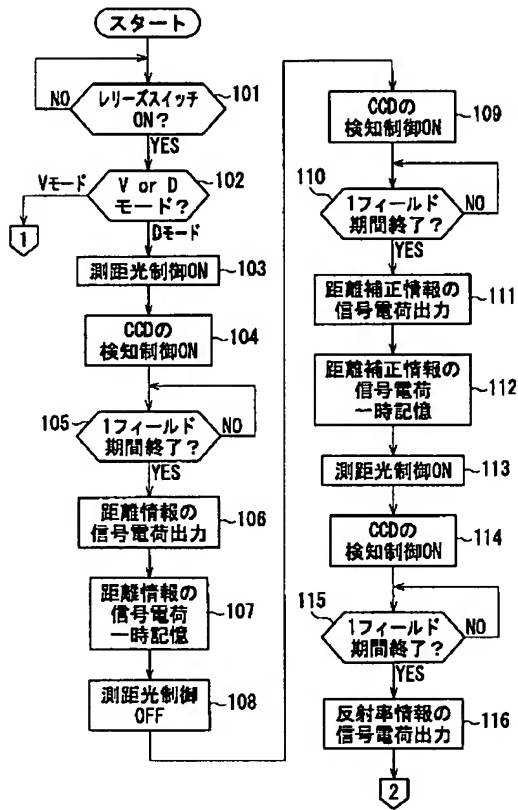 スタート
レリーズスイッチ
ON?
101
NO
YES
V or D
モード?
102
Vモード
1
Dモード
測距光制御ON
103
CCDの
検知制御ON
104
1フィールド
期間終了?
105
NO
YES
距離情報の
信号電荷出力
106
距離情報の
信号電荷
一時記憶
107
測距光制御
OFF
108
CCDの
検知制御ON
109
110
1フィールド
期間終了?
NO
YES
距離補正情報の
信号電荷出力
111
距離補正情報の
信号電荷
一時記憶
112
測距光制御ON
113
CCDの
検知制御ON
114
115
1フィールド
期間終了?
NO
YES
反射率情報の
信号電荷出力
116
2